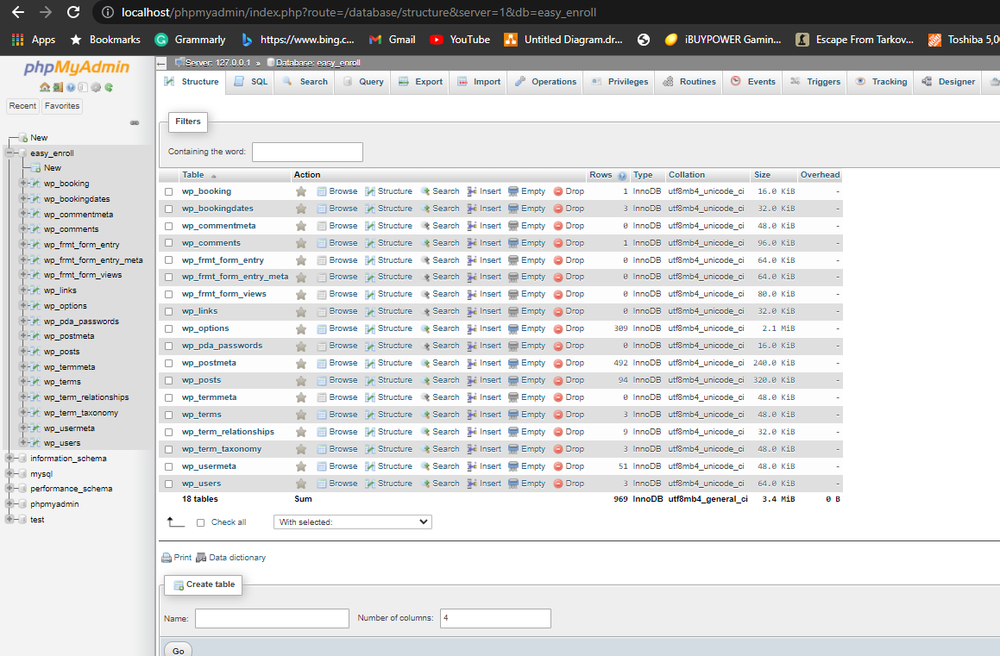 localhost/phpmyadmin/index.php?route=/database/structure&server=1&db=easy_enroll
Apps Bookmarks Grammarly https://www.bing.c... Gmail YouTube Untitled Diagram.dr... iBUYPOWER Gamin... Escape From Tarkov... Toshiba 5,0
phpMyAdmin
Recent Favorites
New
easy_enroll
New
wp_booking
wp_bookingdates
wp_commentmeta
wp_comments
wp_frmt_form_entry
wp_frmt_form_entry_meta
wp_frmt_form_views
wp_links
wp_options
wp_pda_passwords
wp_postmeta
wp_posts
wp_termmeta
wp_terms
wp_term_relationships
wp_term_taxonomy
wp_usermeta
wp_users
information_schema
mysql
performance_schema
phpmyadmin
test
Server: 127.0.0.1 » Database: easy_enroll
Structure SQL Search Query Export Import Operations Privileges Routines Events Triggers Tracking Designer
Filters
Containing the word:
Table Action Rows Type Collation Size Overhead
wp_booking Browse Structure Search Insert Empty Drop 1 InnoDB utf8mb4_unicode_ci 16.0 KiB -
wp_bookingdates Browse Structure Search Insert Empty Drop 3 InnoDB utf8mb4_unicode_ci 32.0 KiB -
wp_commentmeta Browse Structure Search Insert Empty Drop 0 InnoDB utf8mb4_unicode_ci 48.0 KiB -
wp_comments Browse Structure Search Insert Empty Drop 1 InnoDB utf8mb4_unicode_ci 96.0 KiB -
wp_frmt_form_entry Browse Structure Search Insert Empty Drop 0 InnoDB utf8mb4_unicode_ci 64.0 KiB -
wp_frmt_form_entry_meta Browse Structure Search Insert Empty Drop 0 InnoDB utf8mb4_unicode_ci 64.0 KiB -
wp_frmt_form_views Browse Structure Search Insert Empty Drop 0 InnoDB utf8mb4_unicode_ci 80.0 KiB -
wp_links Browse Structure Search Insert Empty Drop 0 InnoDB utf8mb4_unicode_ci 32.0 KiB -
wp_options Browse Structure Search Insert Empty Drop 309 InnoDB utf8mb4_unicode_ci 2.1 MiB -
wp_pda_passwords Browse Structure Search Insert Empty Drop 0 InnoDB utf8mb4_unicode_ci 16.0 KiB -
wp_postmeta Browse Structure Search Insert Empty Drop 492 InnoDB utf8mb4_unicode_ci 240.0 KiB -
wp_posts Browse Structure Search Insert Empty Drop 94 InnoDB utf8mb4_unicode_ci 320.0 KiB -
wp_termmeta Browse Structure Search Insert Empty Drop 0 InnoDB utf8mb4_unicode_ci 48.0 KiB -
wp_terms Browse Structure Search Insert Empty Drop 3 InnoDB utf8mb4_unicode_ci 48.0 KiB -
wp_term_relationships Browse Structure Search Insert Empty Drop 9 InnoDB utf8mb4_unicode_ci 32.0 KiB -
wp_term_taxonomy Browse Structure Search Insert Empty Drop 3 InnoDB utf8mb4_unicode_ci 48.0 KiB -
wp_usermeta Browse Structure Search Insert Empty Drop 51 InnoDB utf8mb4_unicode_ci 48.0 KiB -
wp_users Browse Structure Search Insert Empty Drop 3 InnoDB utf8mb4_unicode_ci 64.0 KiB -
18 tables Sum 969 InnoDB utf8mb4_general_ci 3.4 MiB 0 B
Check all With selected:
Print Data dictionary
Create table
Name: Number of columns: 4
Go